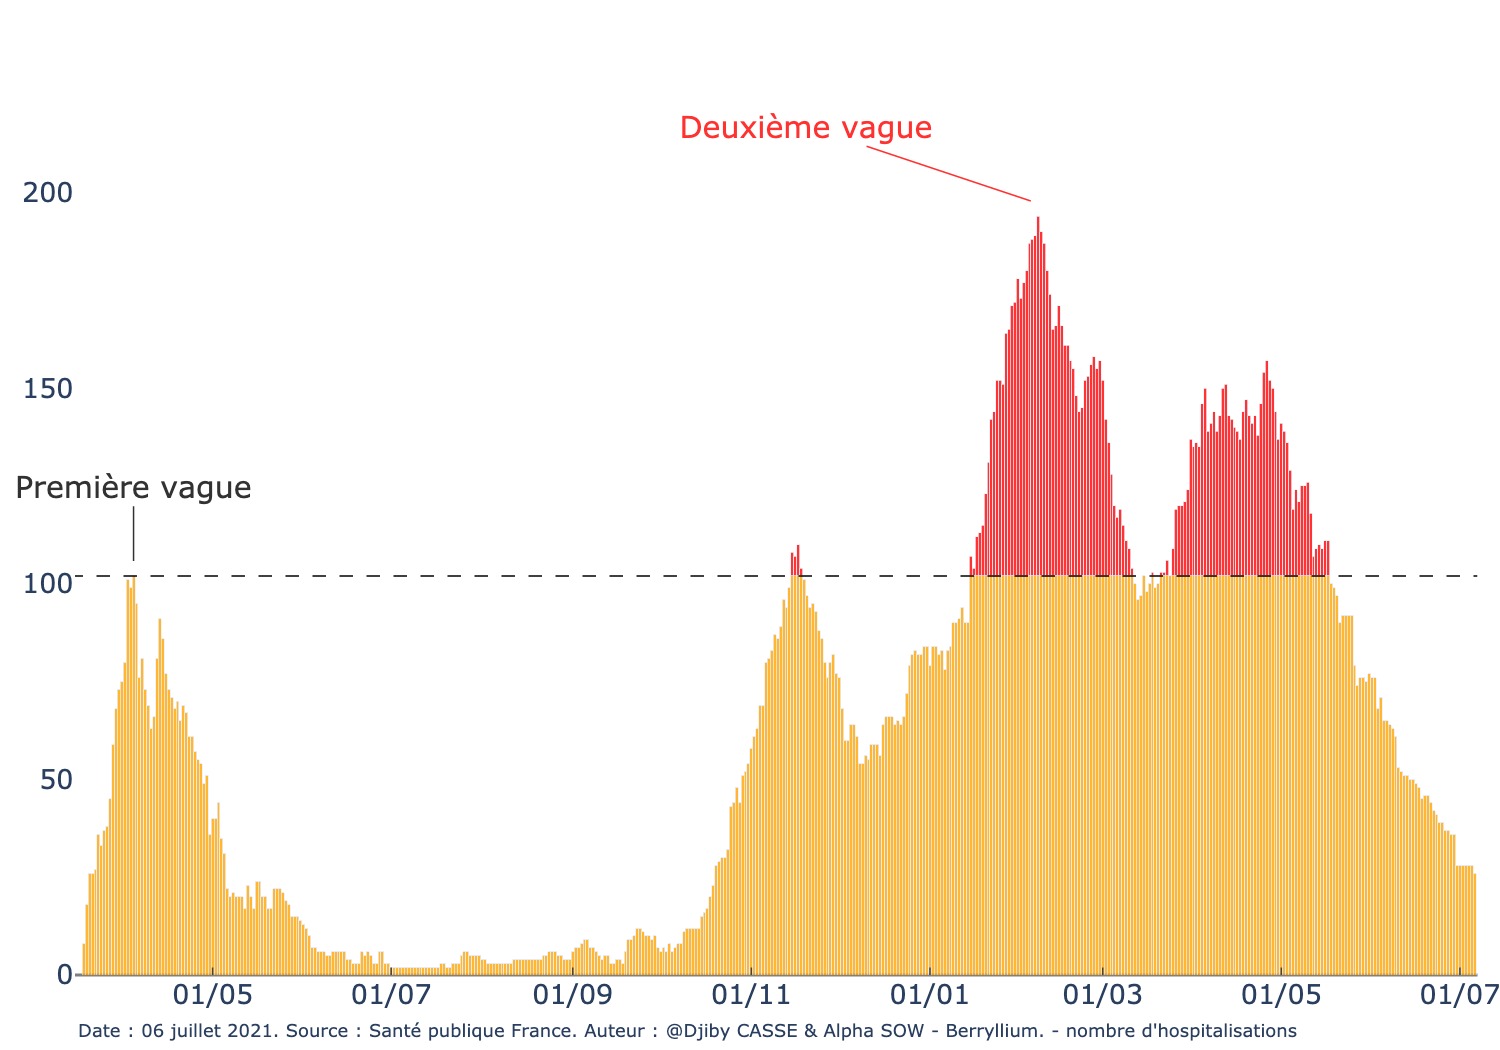 Deuxième vague
200
150
Première vague
100
50
0
01/05 01/07 01/09 01/11 01/01 01/03 01/05 01/07
Date : 06 juillet 2021. Source : Santé publique France. Auteur : @Djiby CASSE & Alpha SOW - Berryllium. - nombre d'hospitalisations